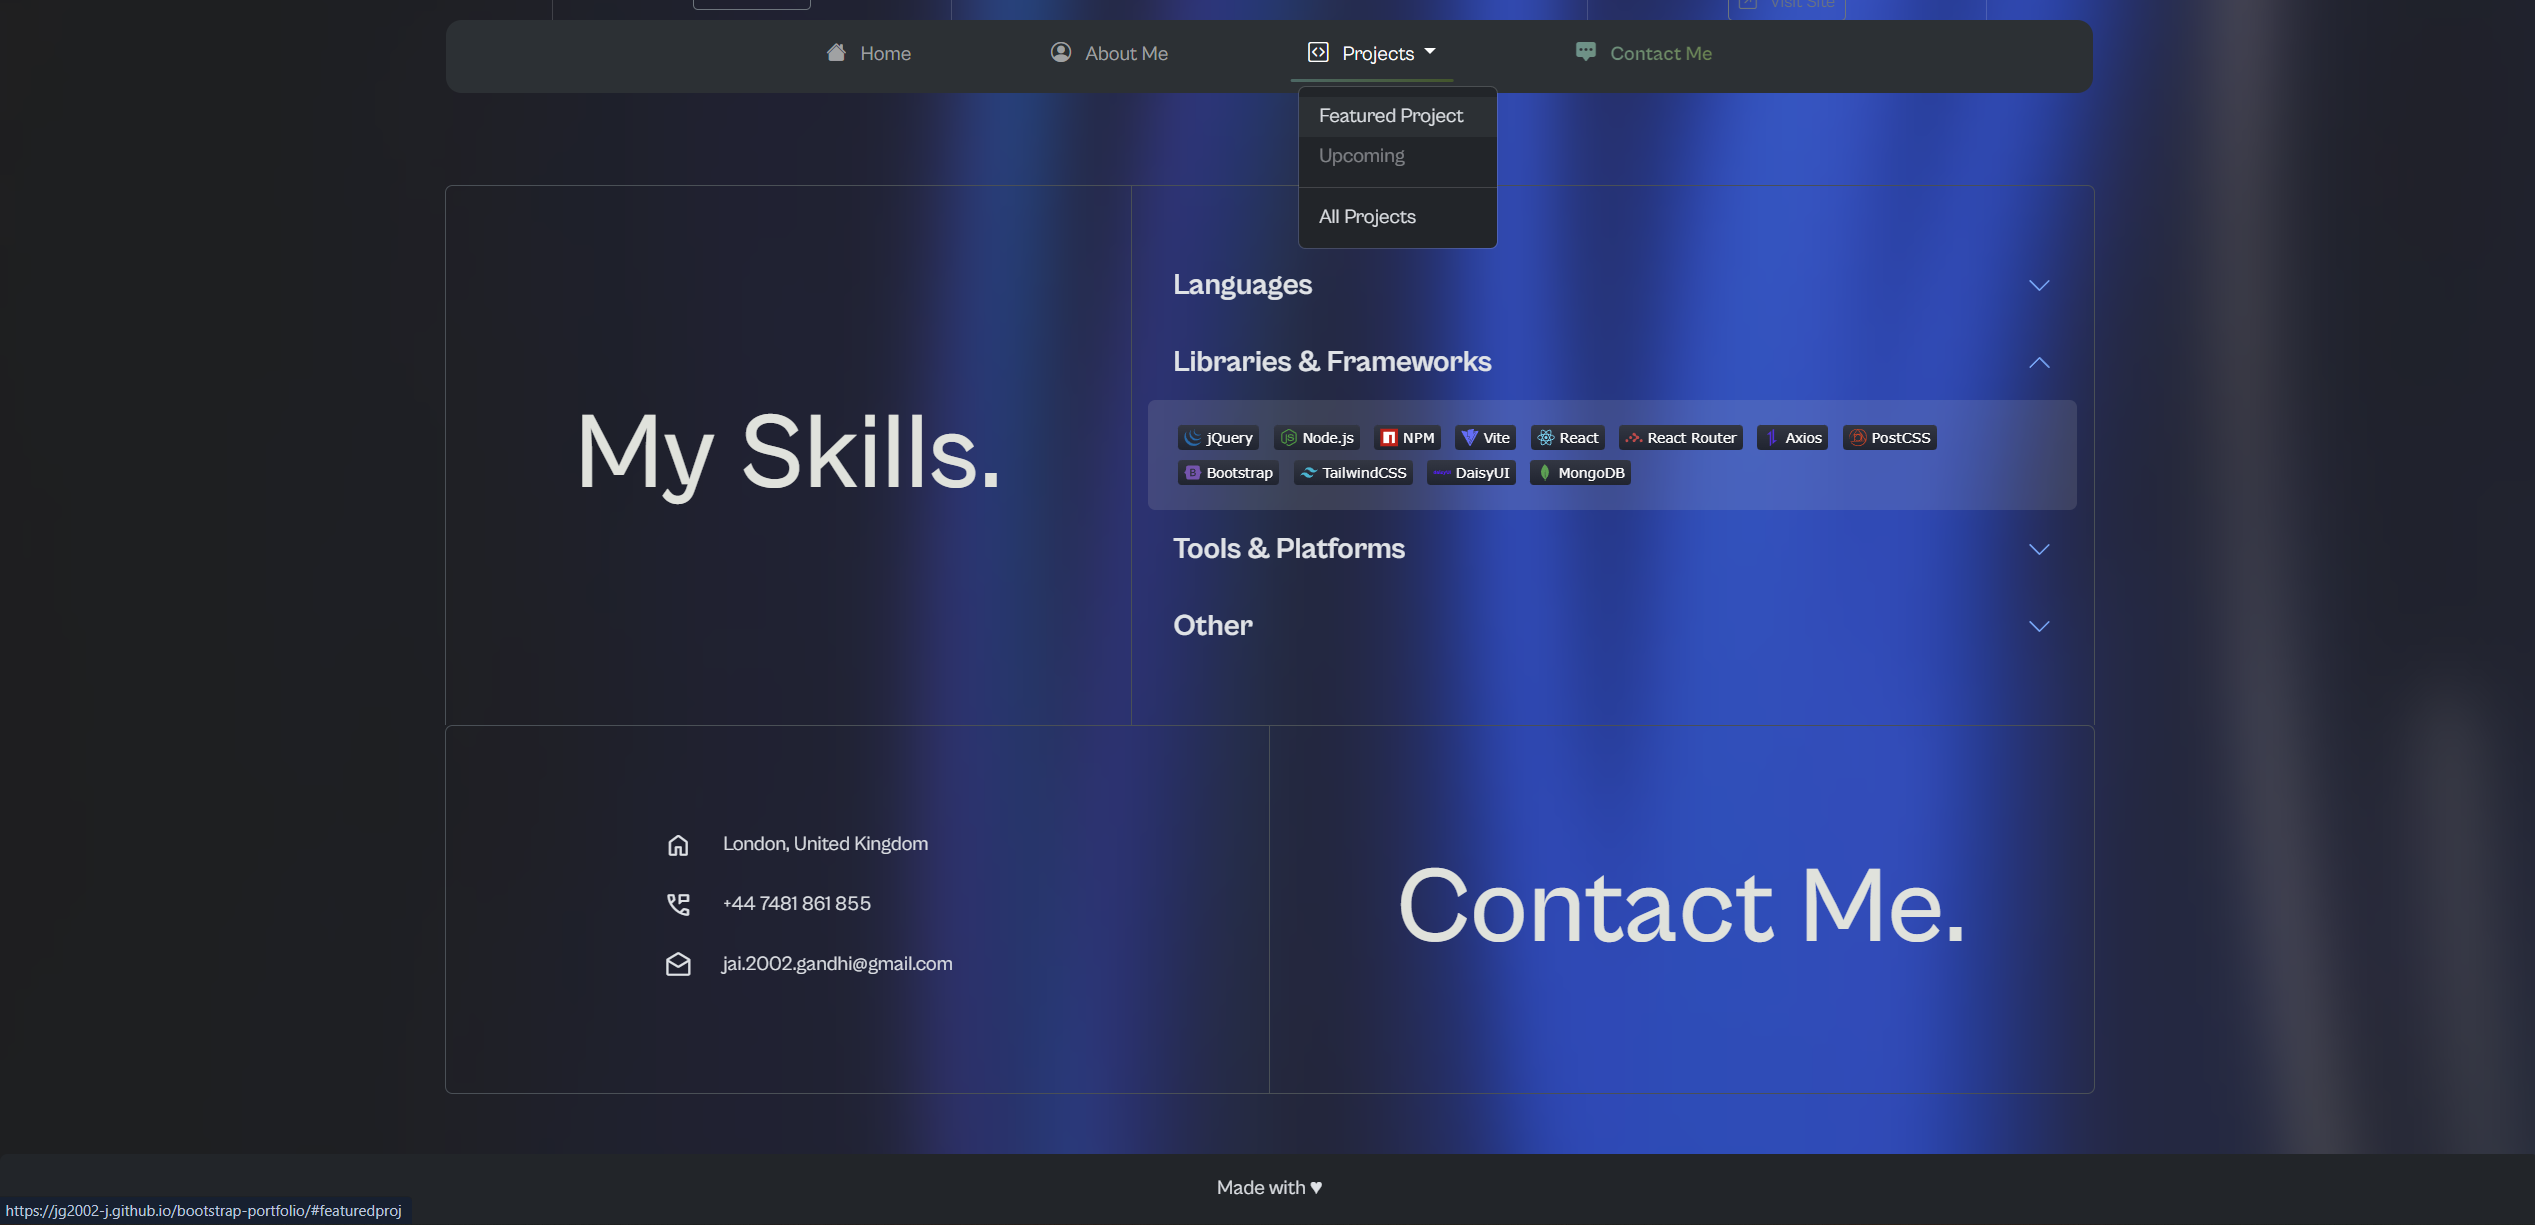 Visit Site
Home
About Me
Projects
Contact Me
Featured Project
Upcoming
All Projects
My Skills.
Languages
Libraries & Frameworks
jQuery Node.js NPM Vite React React Router Axios PostCSS
Bootstrap TailwindCSS DaisyUI MongoDB
Tools & Platforms
Other
London, United Kingdom
+44 7481 861 855
jai.2002.gandhi@gmail.com
Contact Me.
Made with ♥
https://jg2002-j.github.io/bootstrap-portfolio/#featuredproj